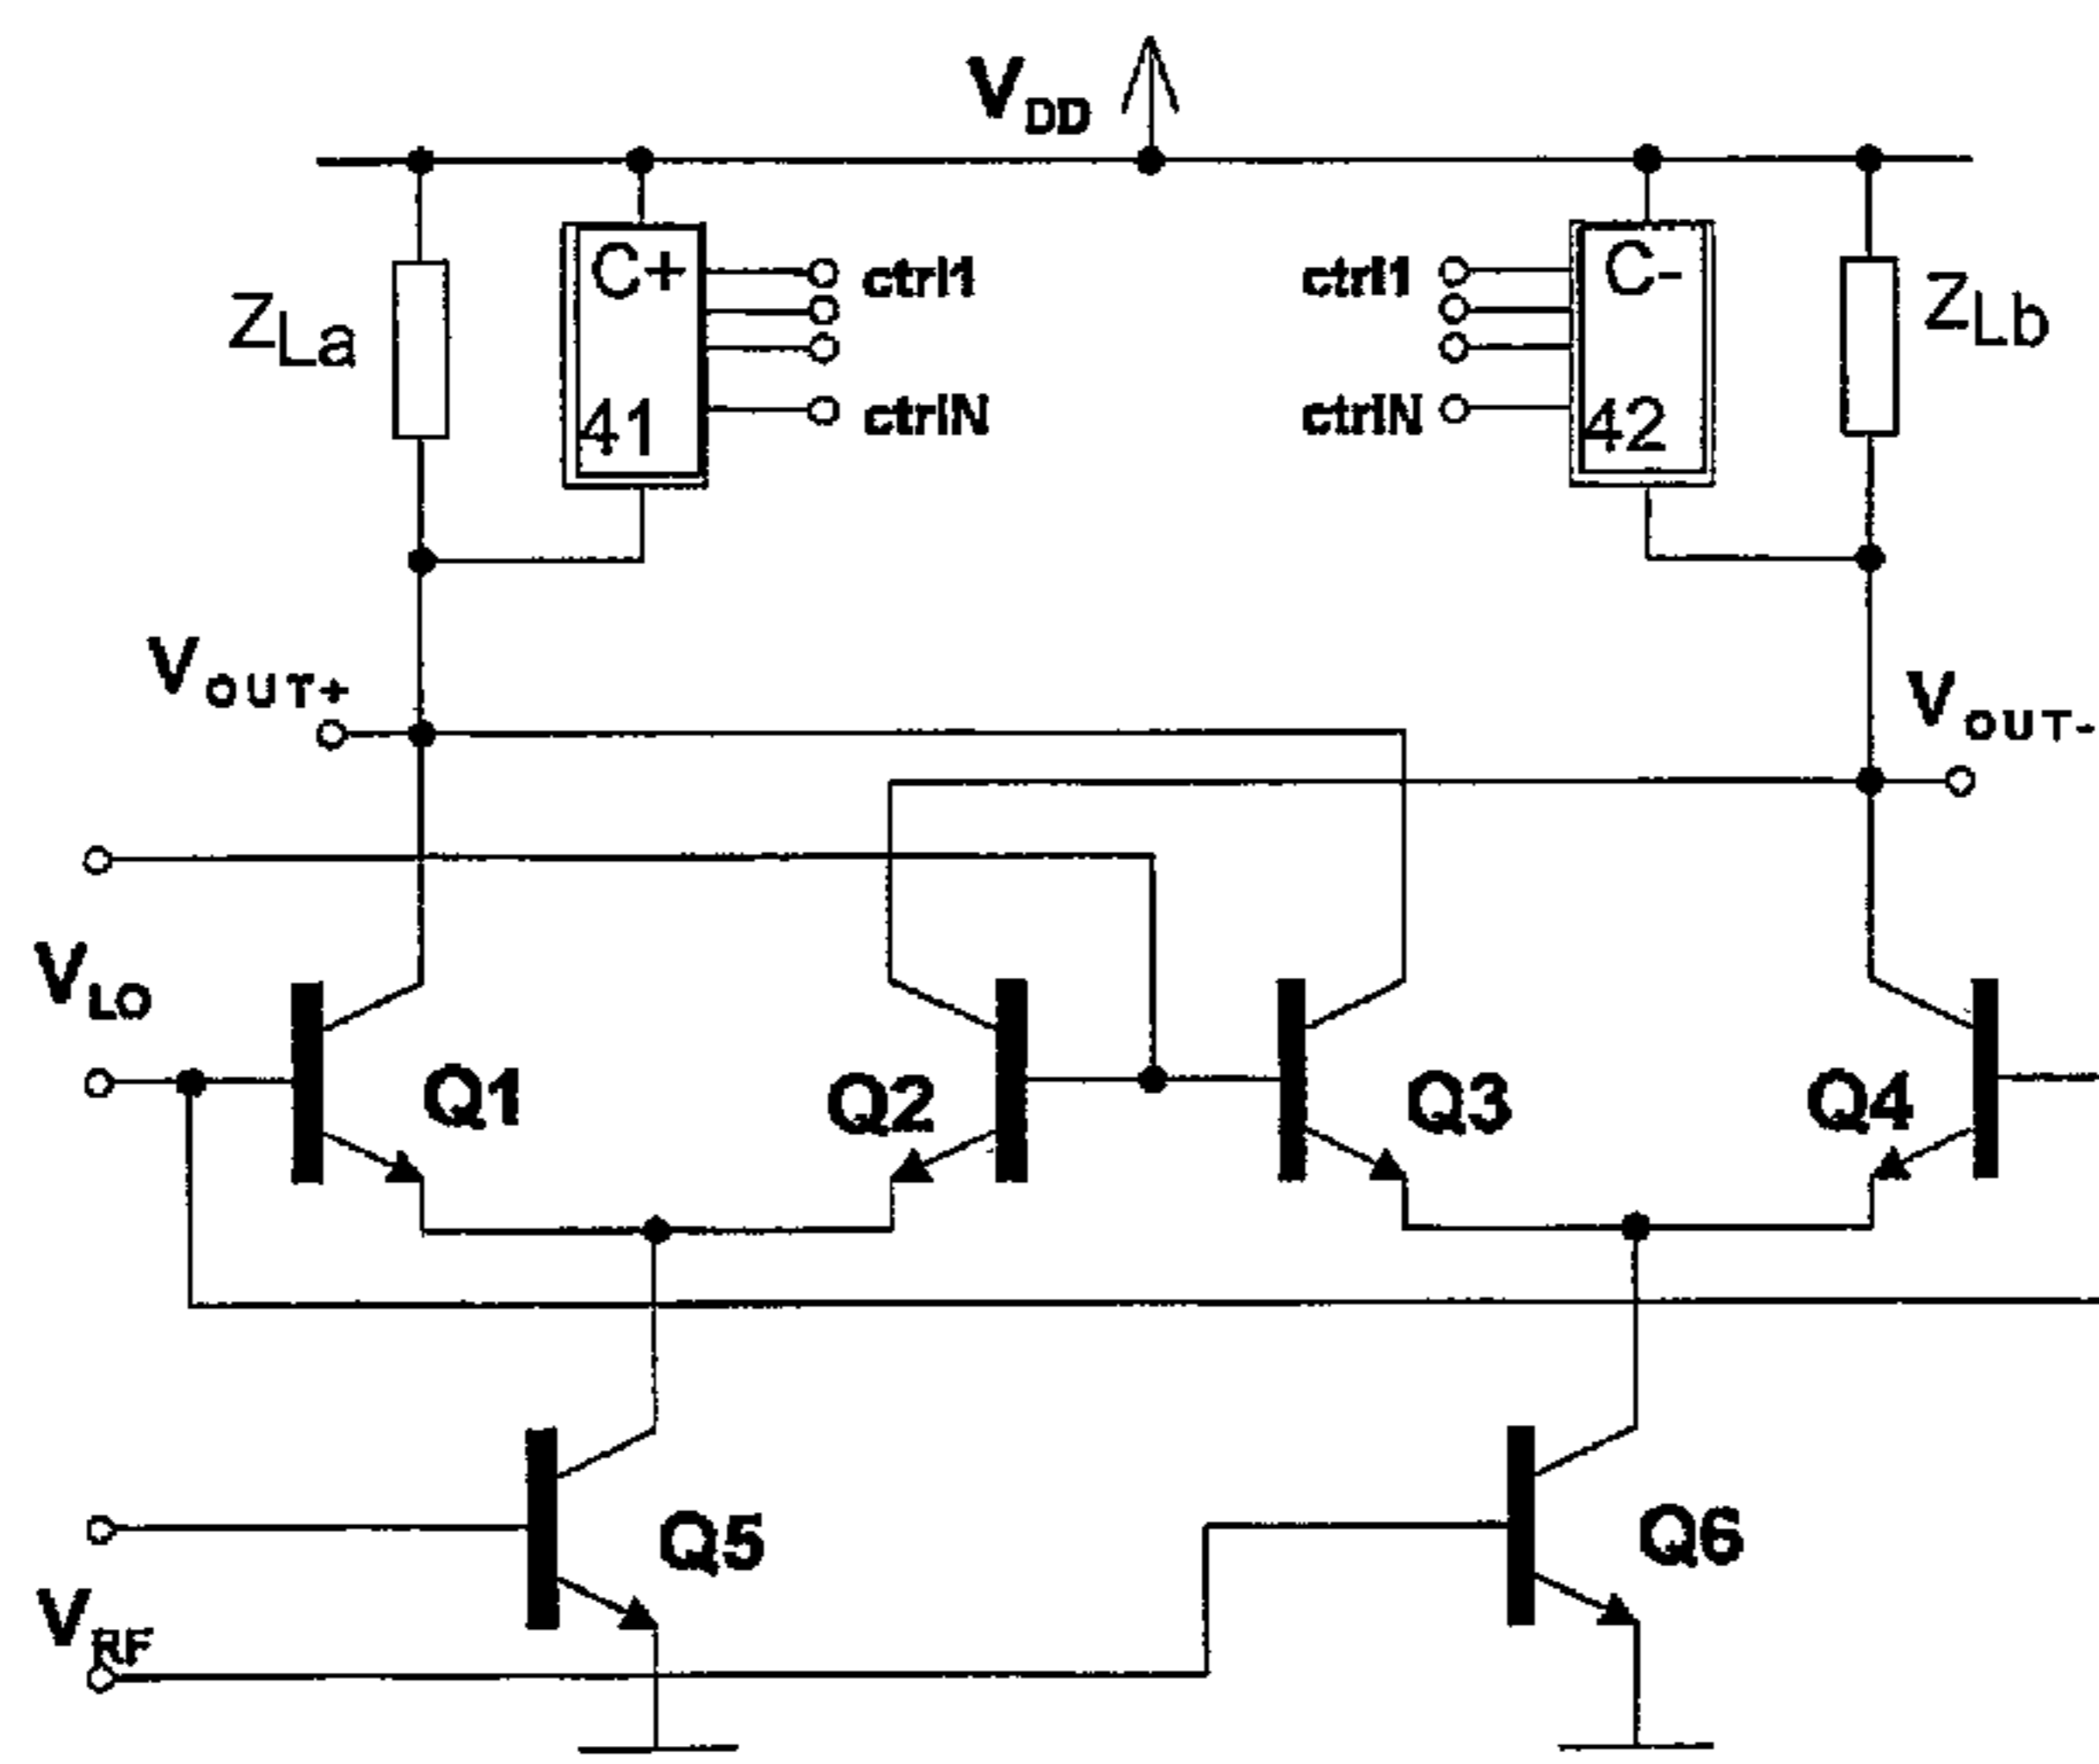 VDD
C+
ctrl1
ctrl1
C-
ZLa
ZLb
41
ctrlN
ctrlN
42
VOUT+
VOUT-
VLO
Q1
Q2
Q3
Q4
Q5
Q6
VRF